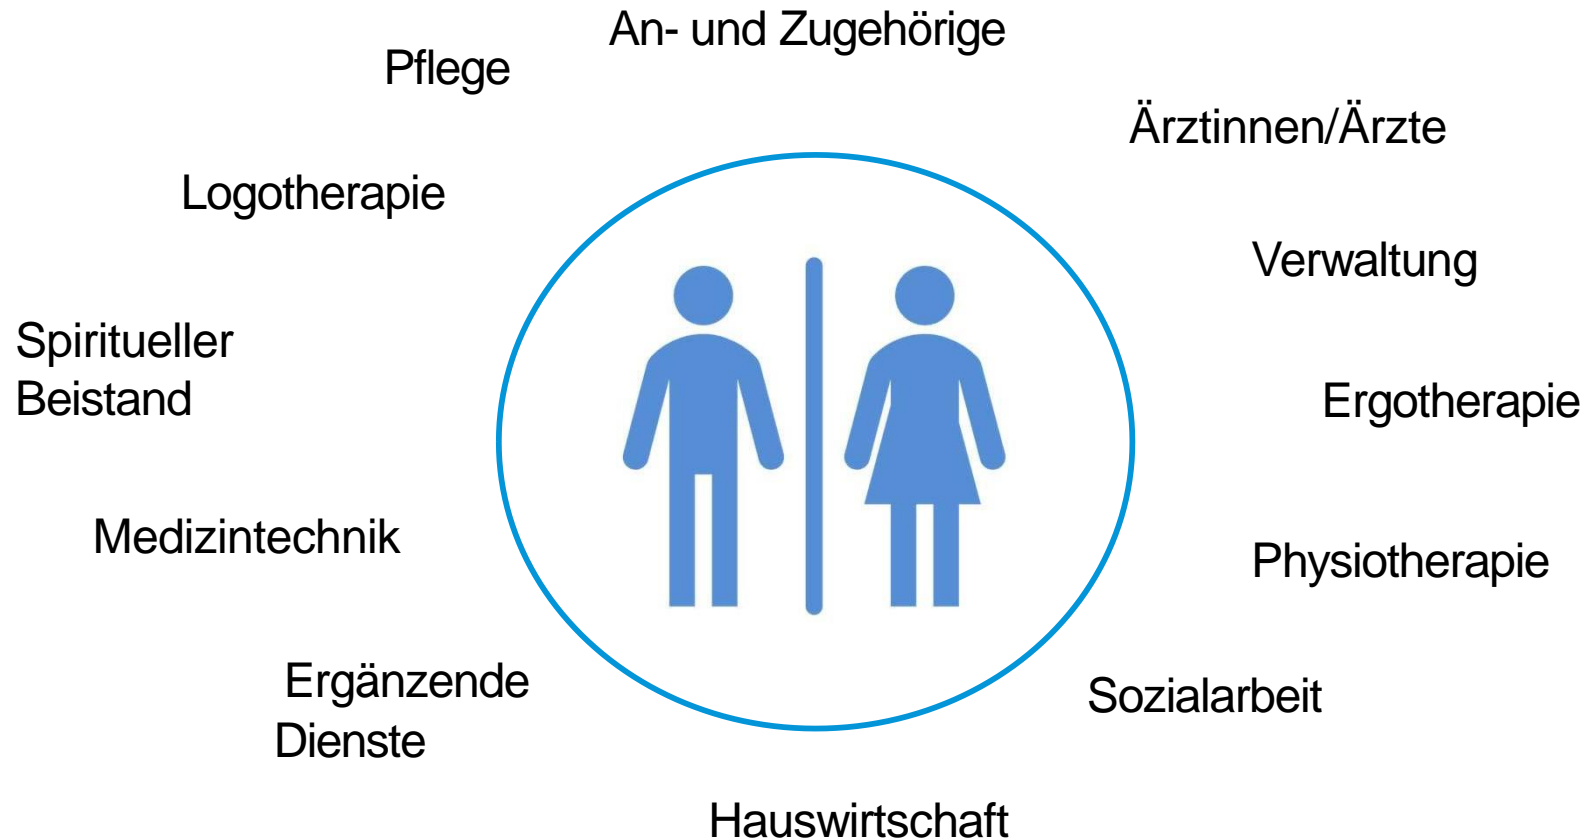 An- und Zugehörige
Pflege
Ärztinnen/Ärzte
Logotherapie
Verwaltung
Spiritueller
Beistand
Ergotherapie
Medizintechnik
Physiotherapie
Ergänzende
Dienste
Sozialarbeit
Hauswirtschaft